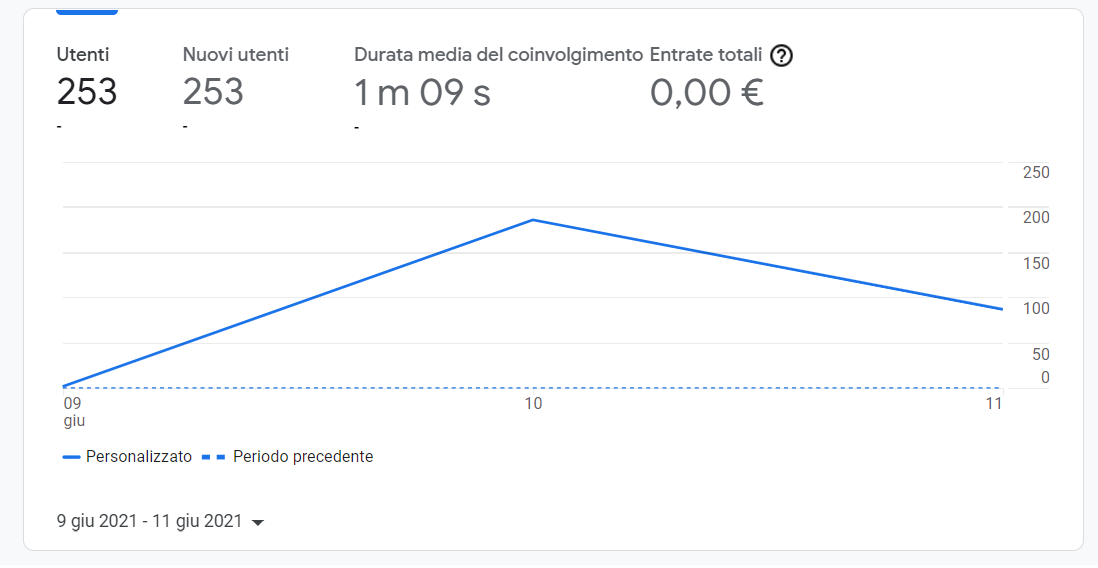 Utenti Nuovi utenti Durata media del coinvolgimento Entrate totali ?
253 253 1 m 09 s 0,00 €
- - -
250
200
150
100
50
0
09 10 11
giu
Personalizzato Periodo precedente
9 giu 2021 - 11 giu 2021